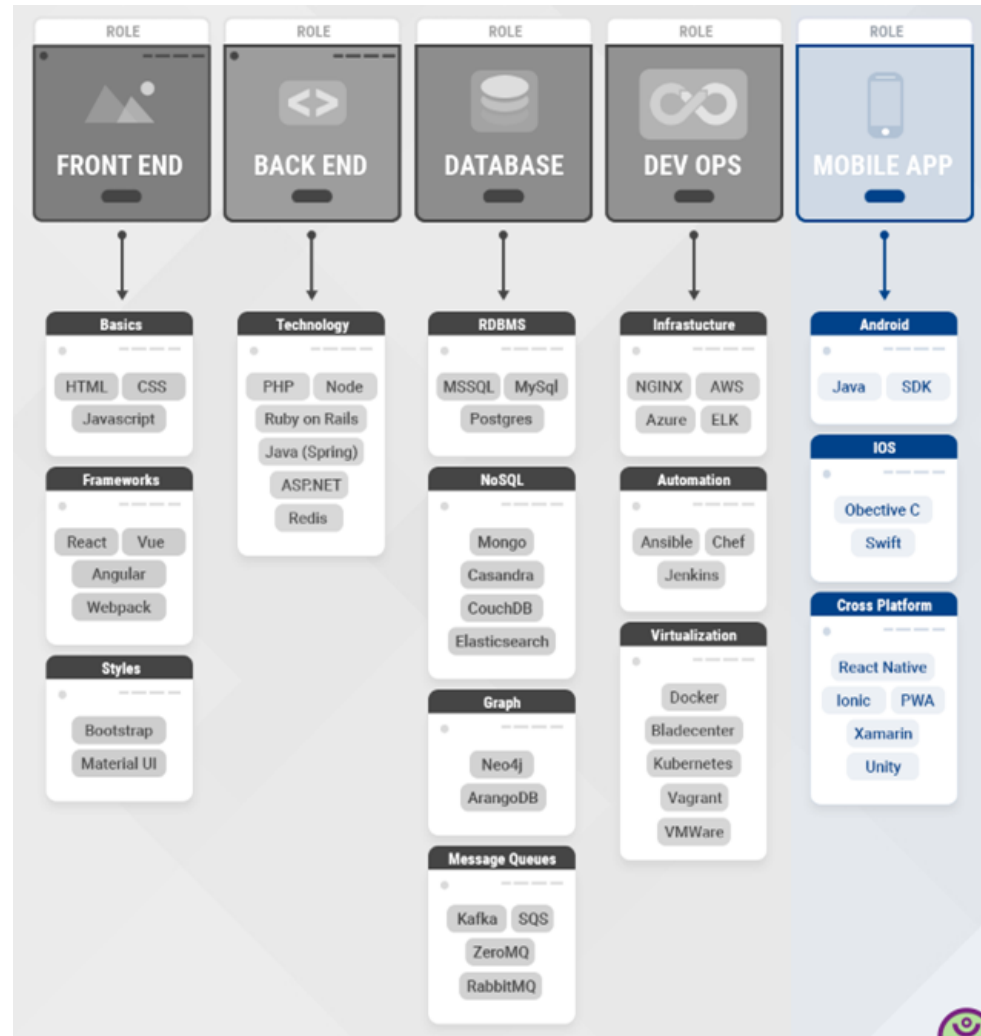 ROLE
FRONT END
Basics
HTML CSS
Javascript
Frameworks
React Vue
Angular
Webpack
Styles
Bootstrap
Material UI
ROLE
BACK END
Technology
PHP Node
Ruby on Rails
Java (Spring)
ASP.NET
Redis
ROLE
DATABASE
RDBMS
MSSQL MySql
Postgres
NoSQL
Mongo
Casandra
CouchDB
Elasticsearch
Graph
Neo4j
ArangoDB
Message Queues
Kafka SQS
ZeroMQ
RabbitMQ
ROLE
DEV OPS
Infrastucture
NGINX AWS
Azure ELK
Automation
Ansible Chef
Jenkins
Virtualization
Docker
Bladecenter
Kubernetes
Vagrant
VMWare
ROLE
MOBILE APP
Android
Java SDK
IOS
Obective C
Swift
Cross Platform
React Native
Ionic PWA
Xamarin
Unity